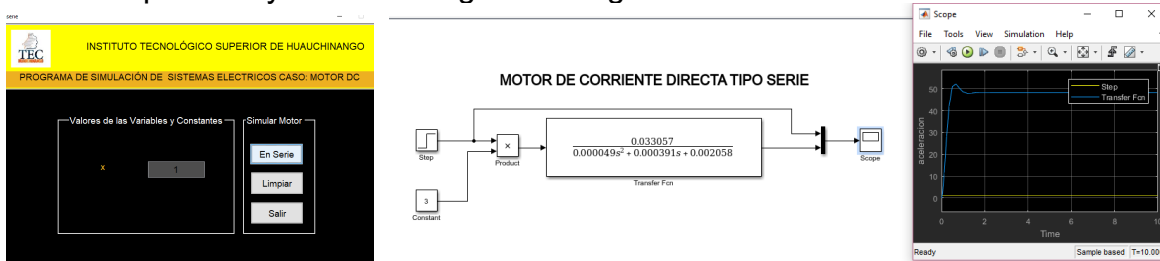 serie
TEC
INSTITUTO TECNOLÓGICO SUPERIOR DE HUAUCHINANGO
PROGRAMA DE SIMULACIÓN DE SISTEMAS ELECTRICOS CASO: MOTOR DC
Valores de las Variables y Constantes
x
1
Simular Motor
En Serie
Limpiar
Salir
MOTOR DE CORRIENTE DIRECTA TIPO SERIE
Step
×
Product
3
Constant
0.033057
0.000049s² + 0.000391s + 0.002058
Transfer Fcn
Scope
Scope
File Tools View Simulation Help
Step
Transfer Fcn
aceleracion
50
40
30
20
10
0
0 2 4 6 8 10
Time
Ready
Sample based T=10.00